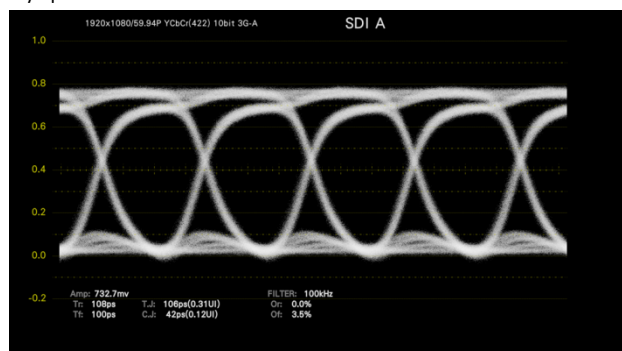 1920x1080/59.94P YCbCr(422) 10bit 3G-A SDI A
1.0
0.8
0.6
0.4
0.2
0.0
-0.2
Amp: 732.7mv FILTER: 100kHz
Tr: 108ps T.J: 106ps(0.31UI) Or: 0.0%
Tf: 100ps C.J: 42ps(0.12UI) Of: 3.5%